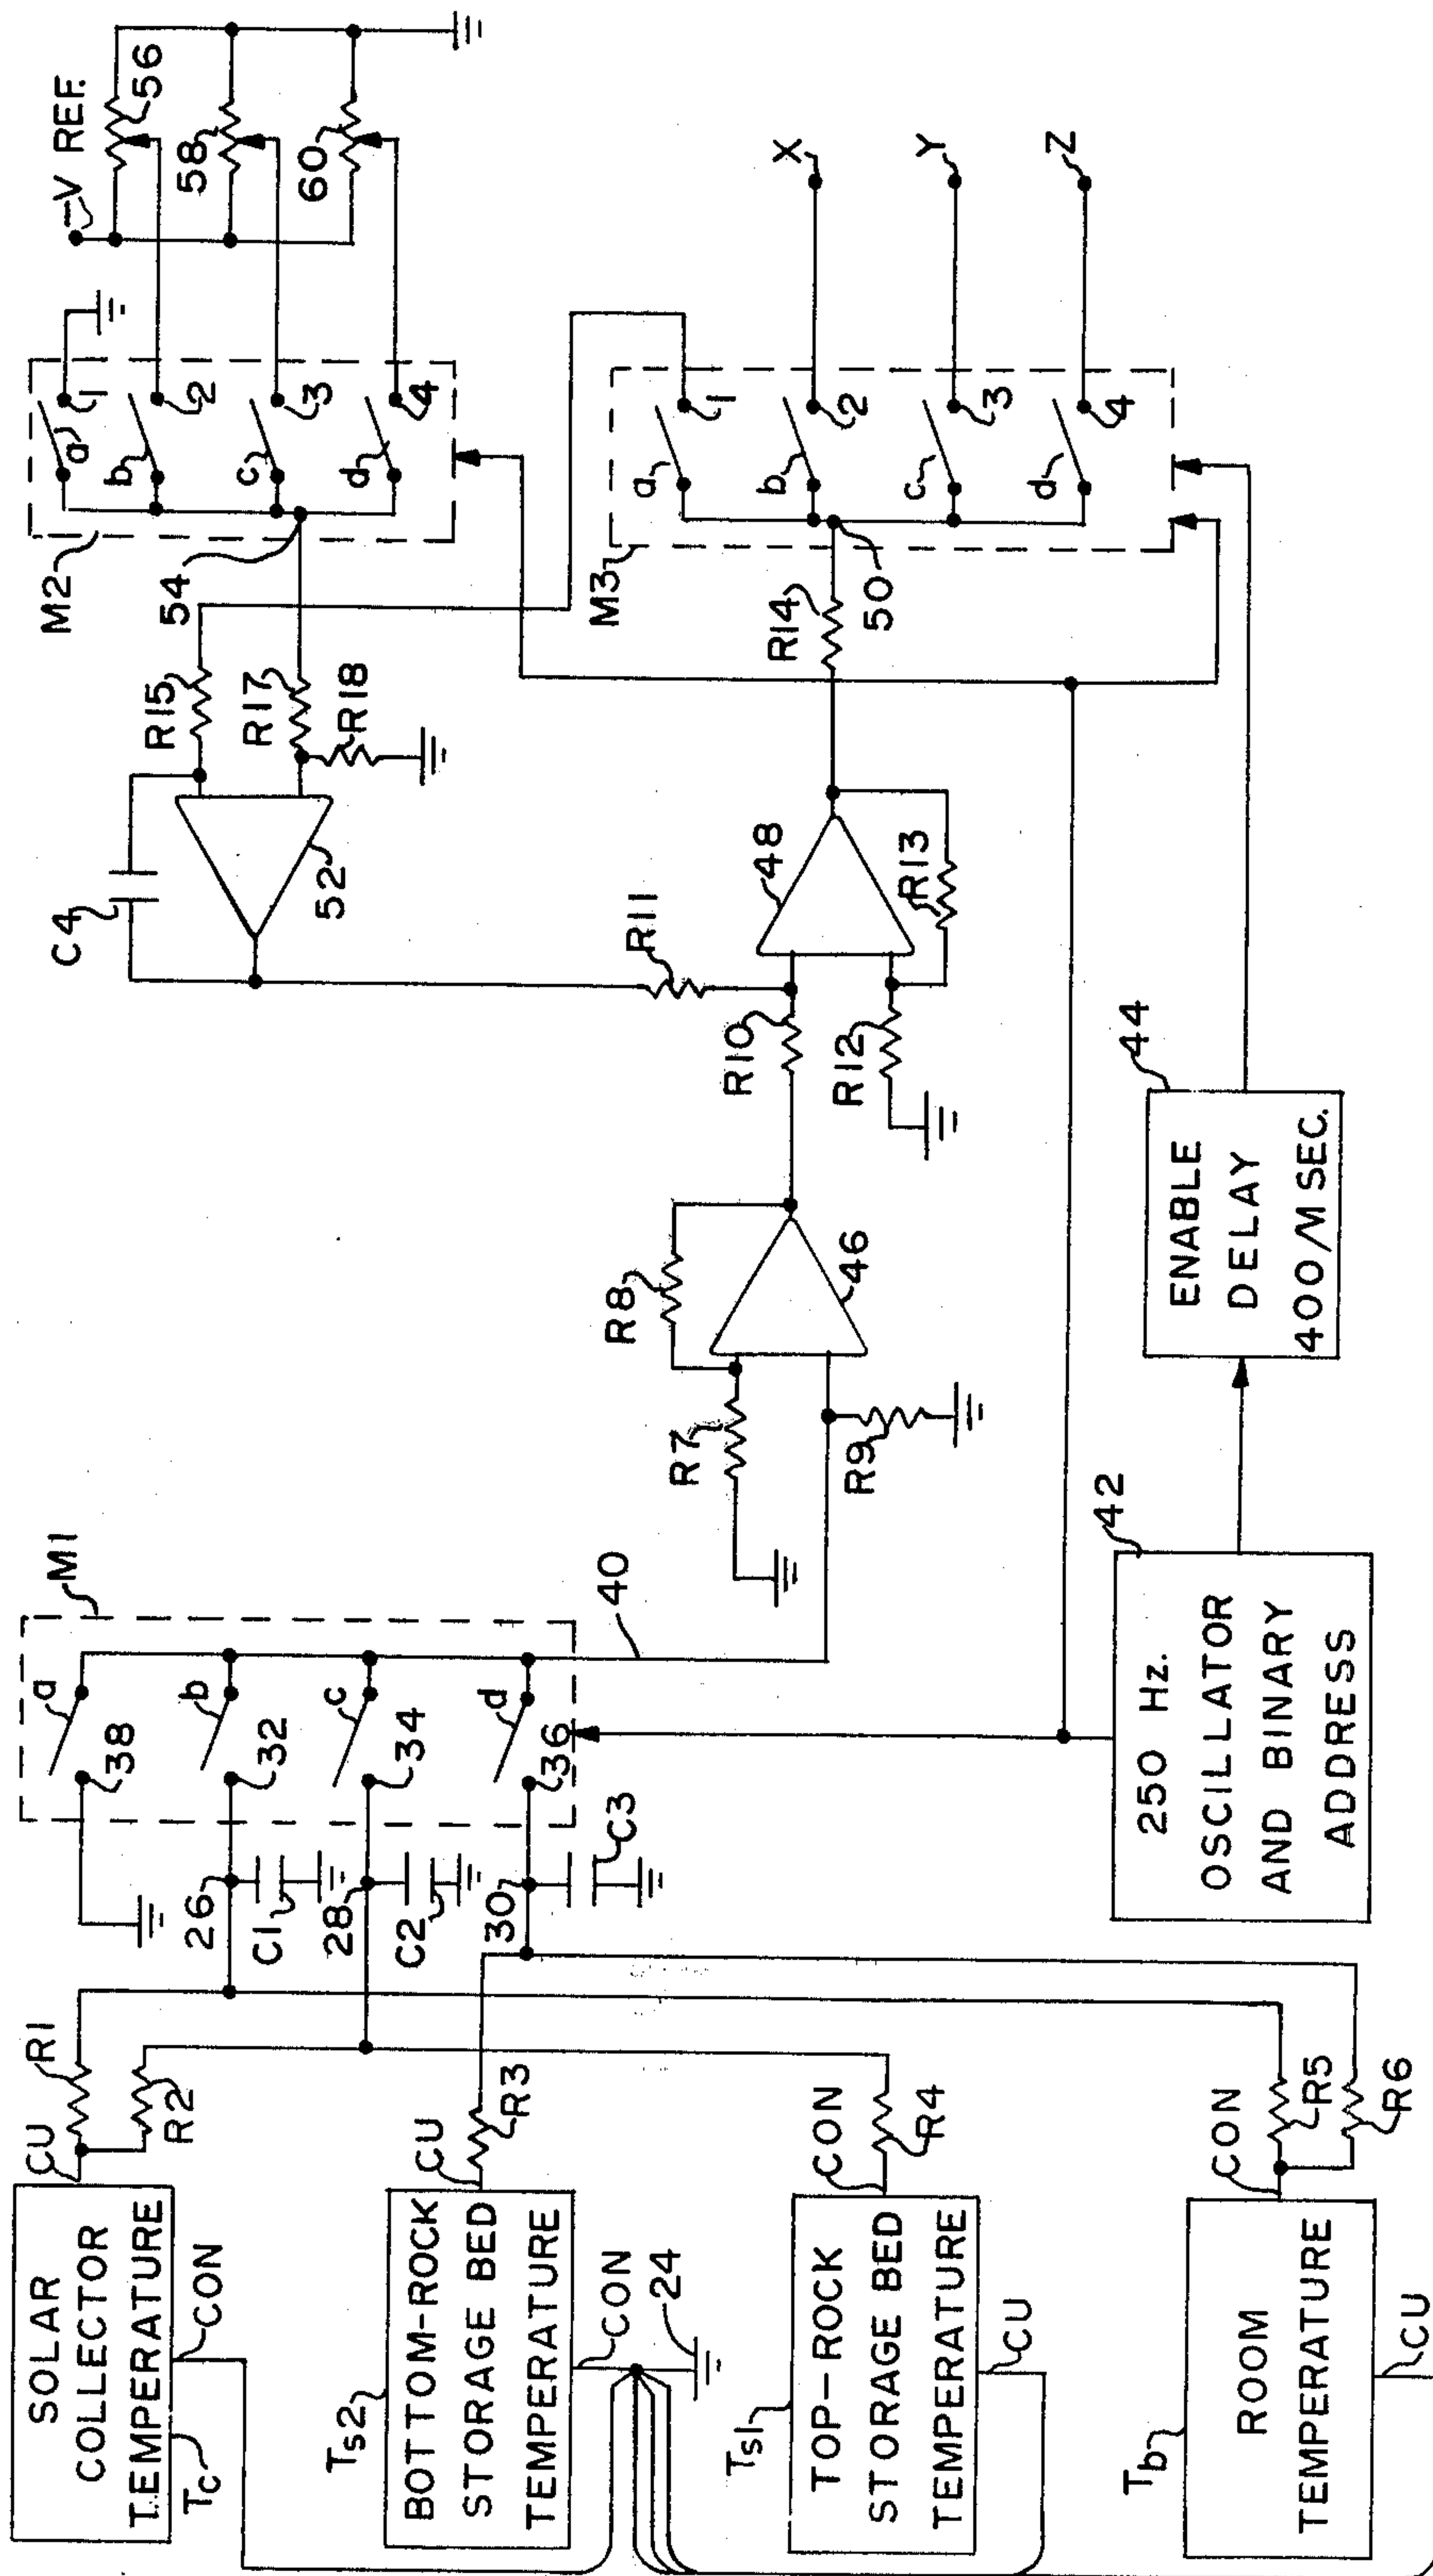 SOLAR
COLLECTOR
TEMPERATURE
Tc
CON
CU
R1
R2
BOTTOM-ROCK
STORAGE BED
TEMPERATURE
Ts2
CON
24
CU
R3
TOP-ROCK
STORAGE BED
TEMPERATURE
Ts1
CU
CON
R4
ROOM
TEMPERATURE
Tb
CU
CON
R5
R6
26
C1
28
C2
30
C3
M1
a
38
b
32
c
34
d
36
40
250 Hz.
OSCILLATOR
AND BINARY
ADDRESS
42
ENABLE
DELAY
400/M SEC.
44
R7
R8
R9
46
R10
R11
R12
R13
48
R14
50
C4
52
R15
R17
R18
54
M2
a
1
b
2
c
3
d
4
-V REF.
56
58
60
M3
a
1
b
2
c
3
d
4
X
Y
Z